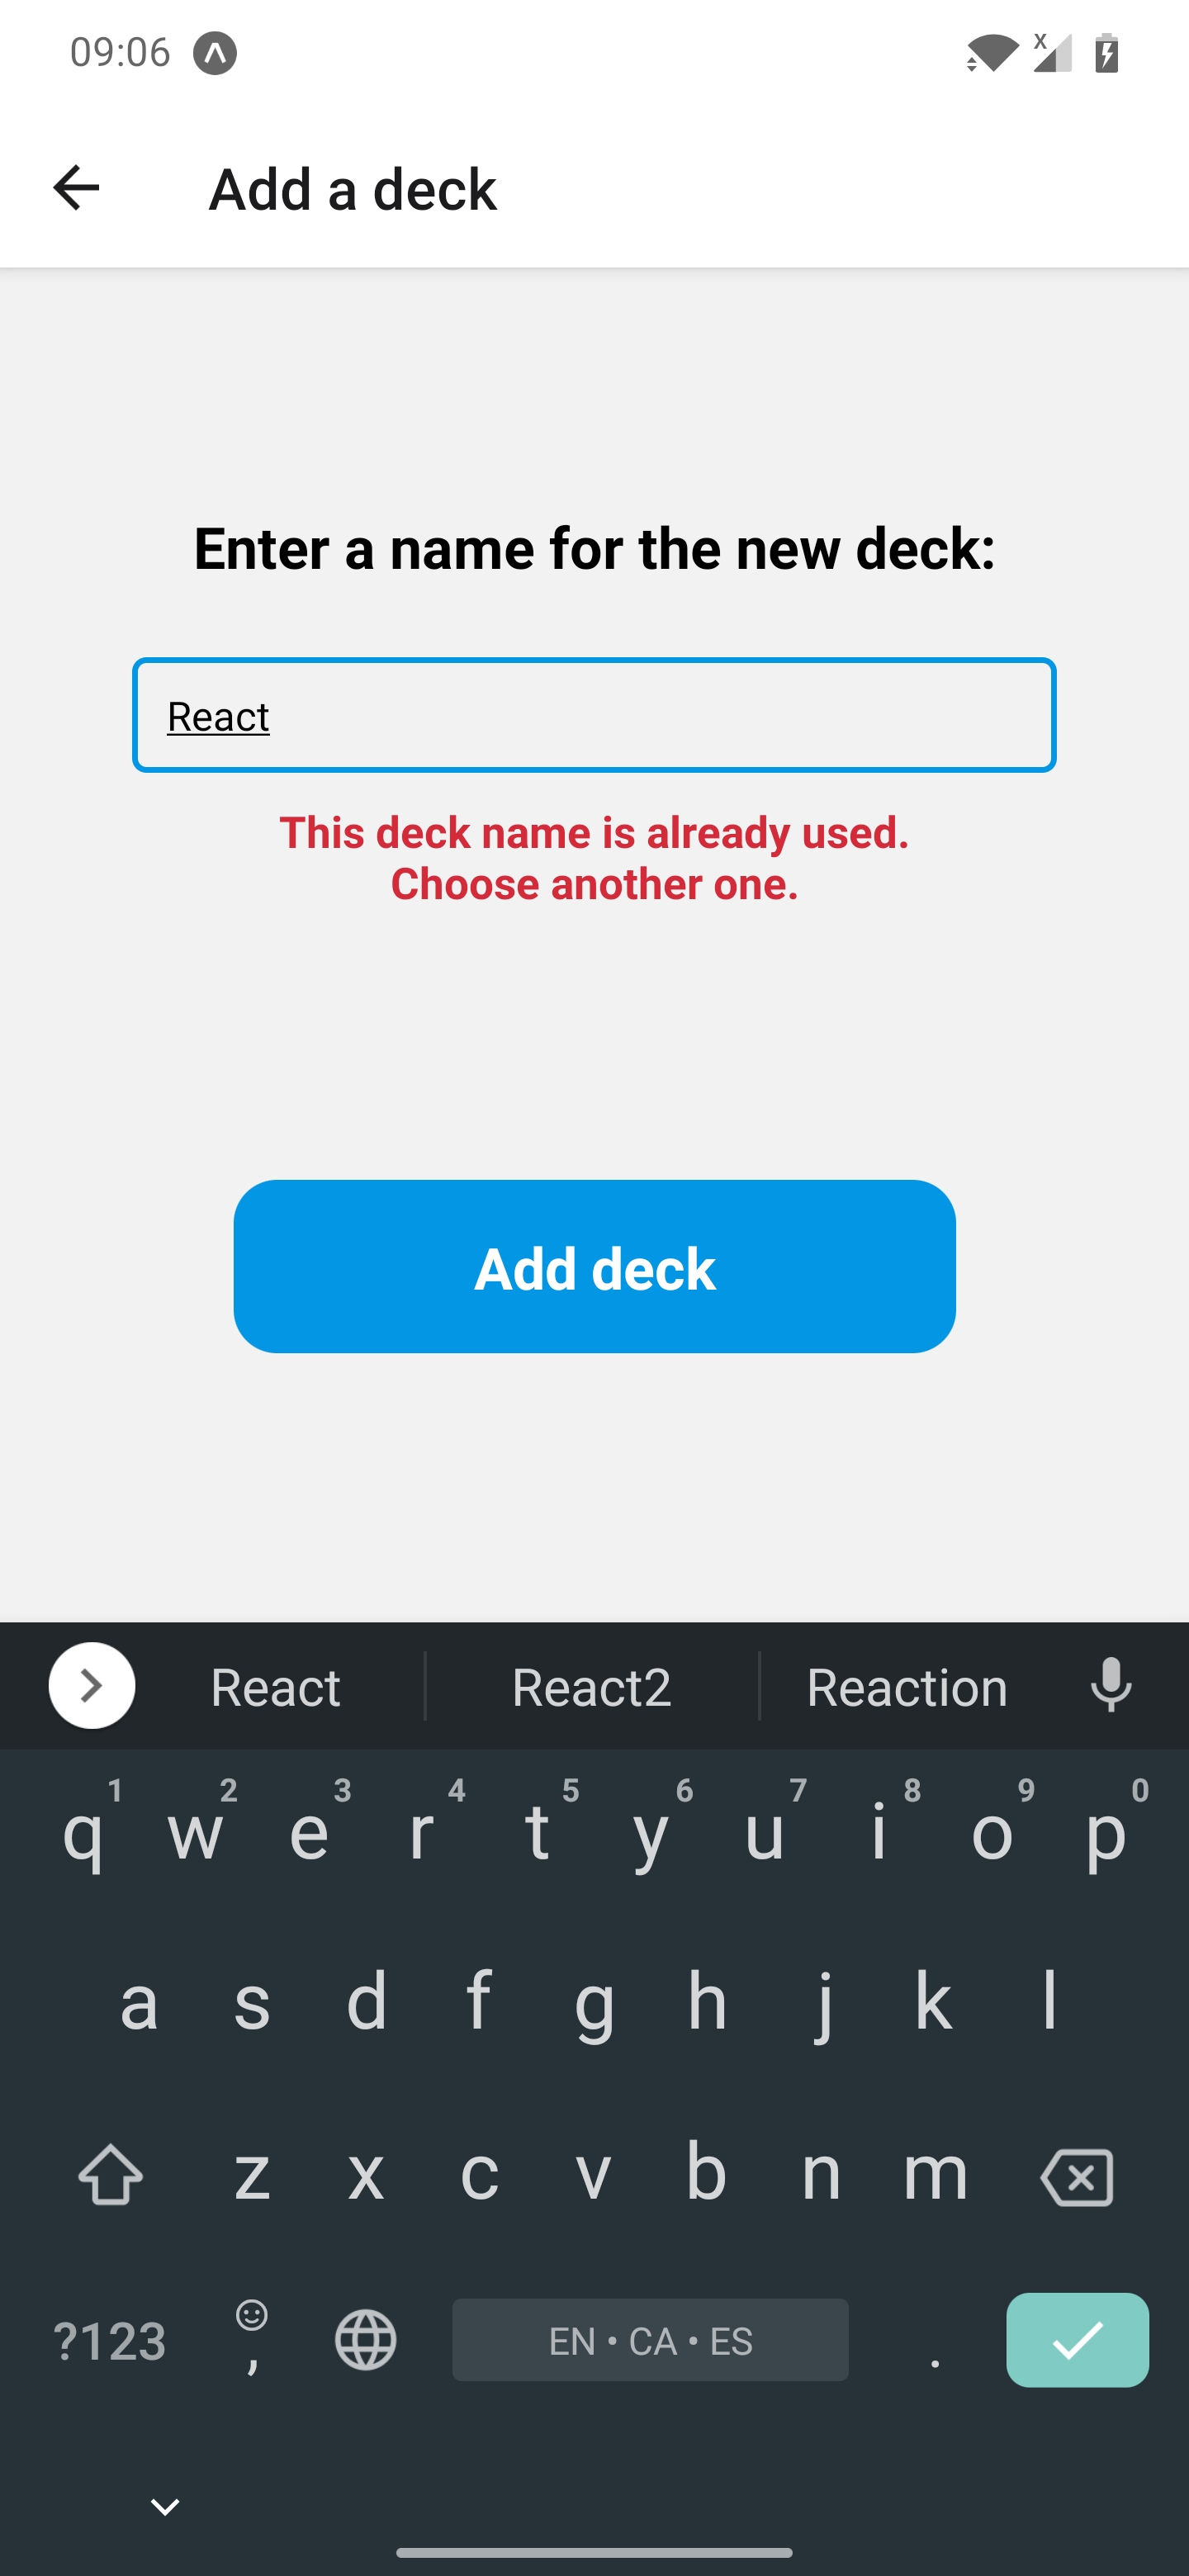 09:06
x
Add a deck
Enter a name for the new deck:
React
This deck name is already used.
Choose another one.
Add deck
React React2 Reaction
1 2 3 4 5 6 7 8 9 0
q w e r t y u i o p
a s d f g h j k l
z x c v b n m
?123 , EN • CA • ES .